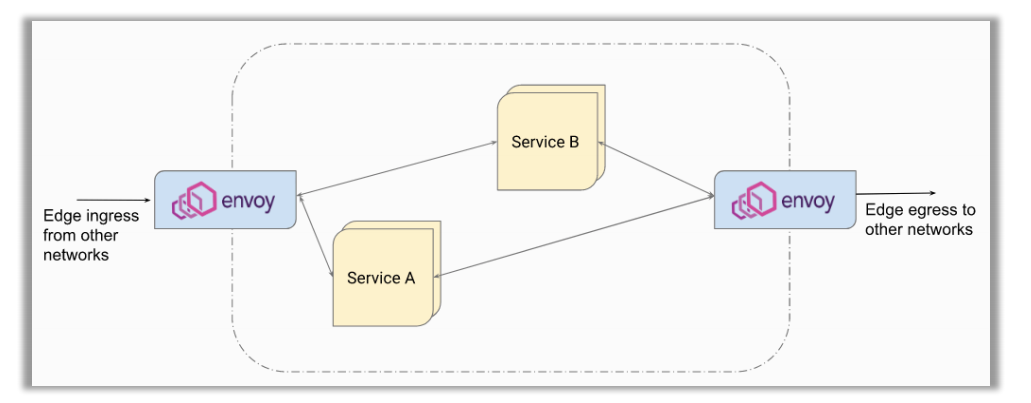 Service B
envoy
envoy
Edge ingress
from other
networks
Edge egress to
other networks
Service A